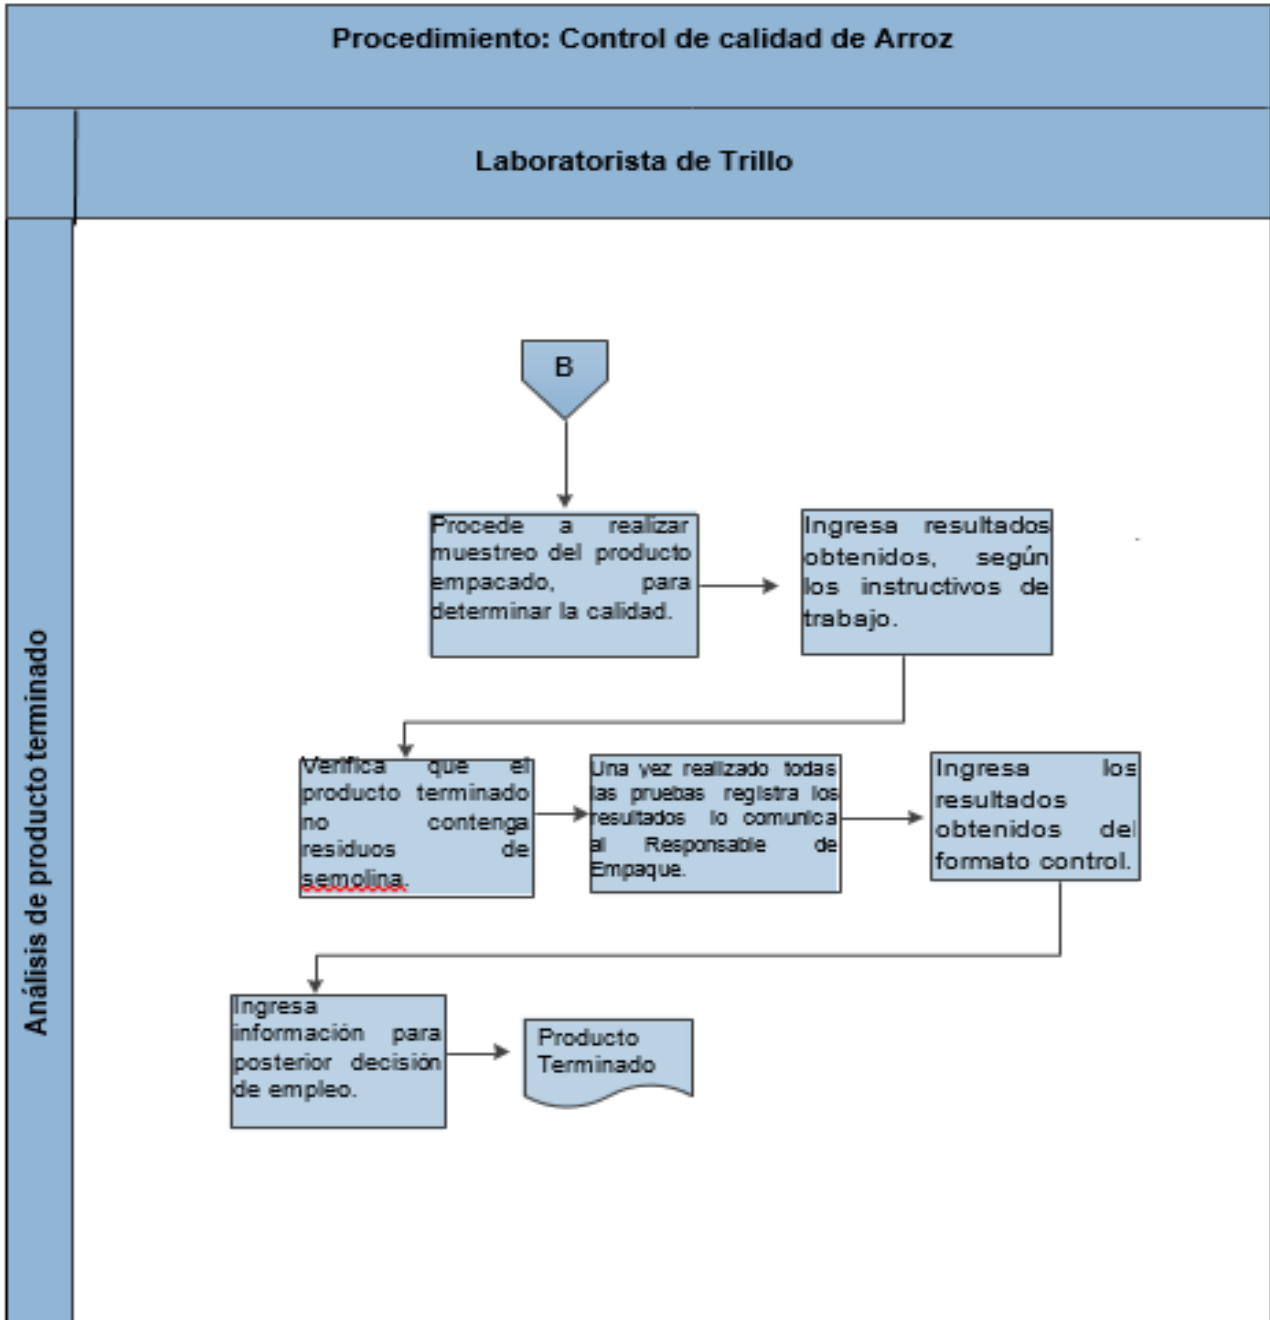 Procedimiento: Control de calidad de Arroz
Laboratorista de Trillo
Análisis de producto terminado
B
Procede a realizar
muestreo del producto
empacado, para
determinar la calidad.
Ingresa resultados
obtenidos, según
los instructivos de
trabajo.
Verifica que el
producto terminado
no contenga
residuos de
semolina.
Una vez realizado todas
las pruebas registra los
resultados lo comunica
al Responsable de
Empaque.
Ingresa los
resultados
obtenidos del
formato control.
Ingresa
información para
posterior decisión
de empleo.
Producto
Terminado